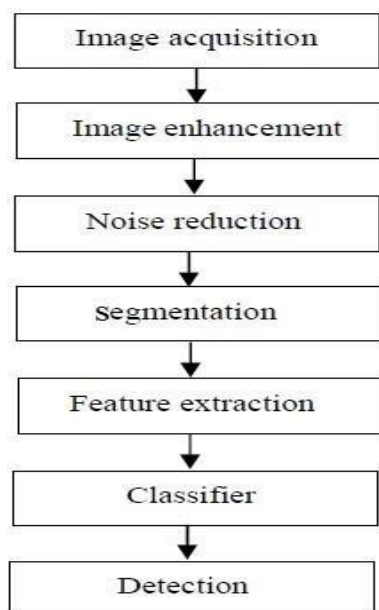 Image acquisition
Image enhancement
Noise reduction
Segmentation
Feature extraction
Classifier
Detection